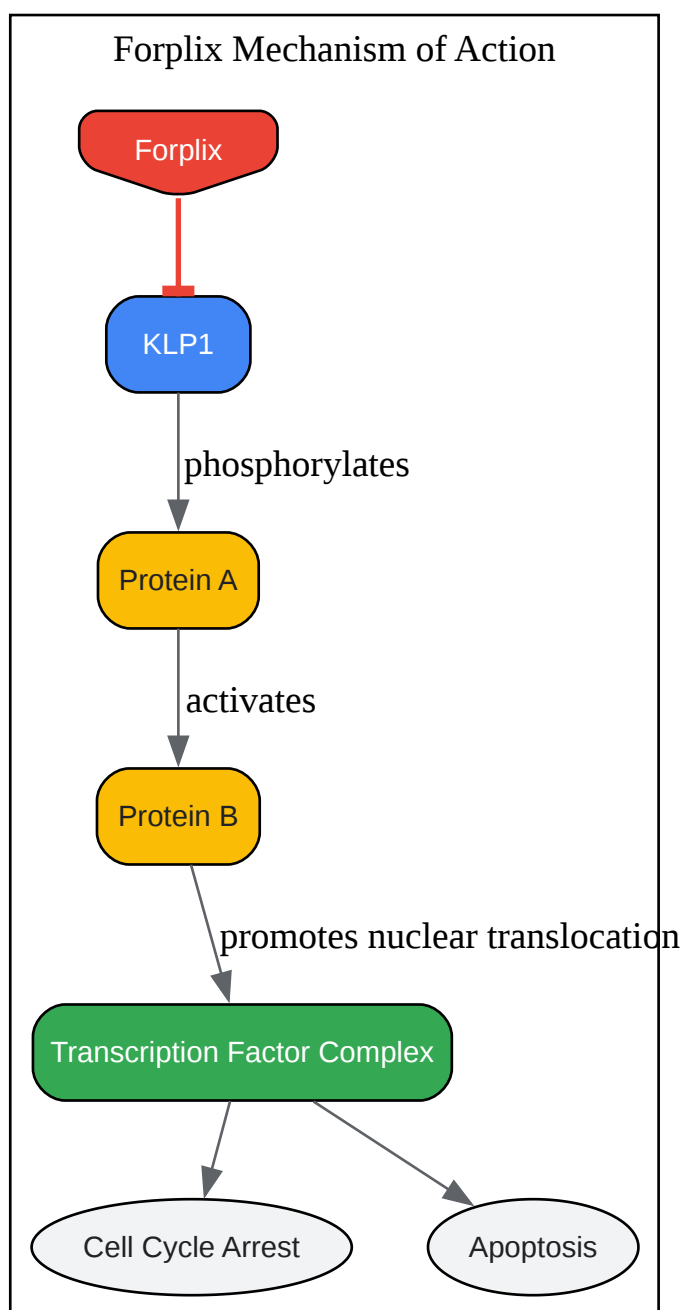 Forplix Mechanism of Action
Forplix
KLP1
phosphorylates
Protein A
activates
Protein B
promotes nuclear translocation
Transcription Factor Complex
Cell Cycle Arrest
Apoptosis